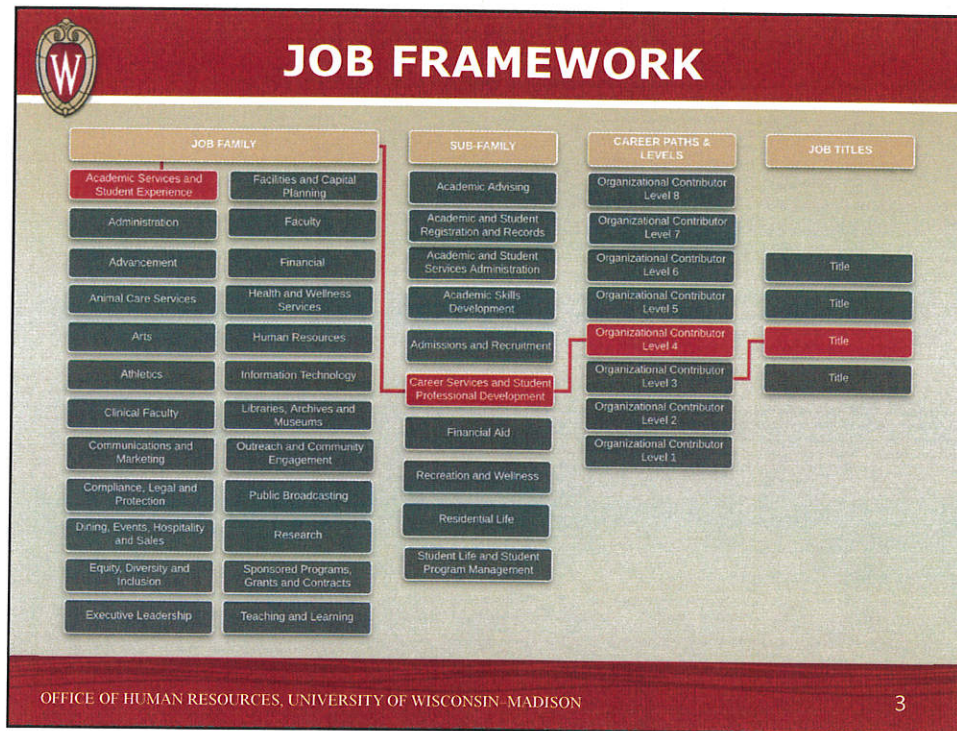 W
JOB FRAMEWORK
JOB FAMILY
Academic Services and
Student Experience
Administration
Advancement
Animal Care Services
Arts
Athletics
Clinical Faculty
Communications and
Marketing
Compliance, Legal and
Protection
Dining, Events, Hospitality
and Sales
Equity, Diversity and
Inclusion
Executive Leadership
Facilities and Capital
Planning
Faculty
Financial
Health and Wellness
Services
Human Resources
Information Technology
Libraries, Archives and
Museums
Outreach and Community
Engagement
Public Broadcasting
Research
Sponsored Programs,
Grants and Contracts
Teaching and Learning
SUB-FAMILY
Academic Advising
Academic and Student
Registration and Records
Academic and Student
Services Administration
Academic Skills
Development
Admissions and Recruitment
Career Services and Student
Professional Development
Financial Aid
Recreation and Wellness
Residential Life
Student Life and Student
Program Management
CAREER PATHS &
LEVELS
Organizational Contributor
Level 8
Organizational Contributor
Level 7
Organizational Contributor
Level 6
Organizational Contributor
Level 5
Organizational Contributor
Level 4
Organizational Contributor
Level 3
Organizational Contributor
Level 2
Organizational Contributor
Level 1
JOB TITLES
Title
Title
Title
Title
OFFICE OF HUMAN RESOURCES, UNIVERSITY OF WISCONSIN–MADISON
3